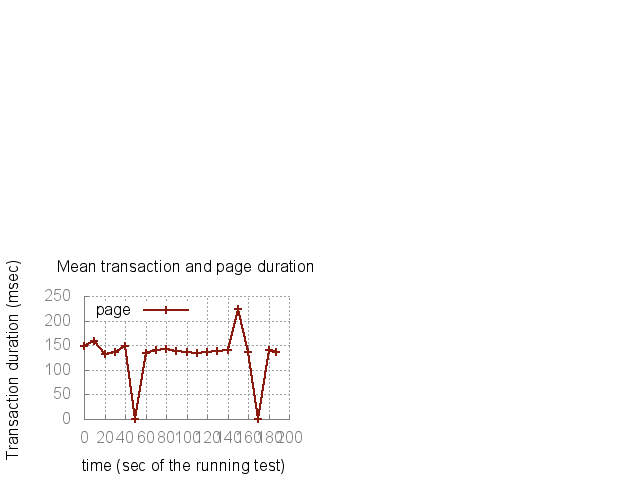 Mean transaction and page duration
Transaction duration (msec)
250
200
150
100
50
0
page
0 20 40 60 80 100 120 140 160 180 200
time (sec of the running test)